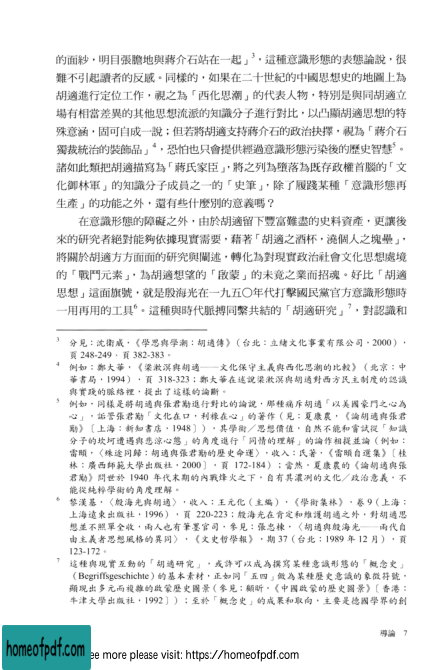 的面紗，明目張膽地與蔣介石站在一起」3，這種意識形態的表態論說，很
難不引起讀者的反感。同樣的，如果在二十世紀的中國思想史的地圖上為
胡適進行定位工作，視之為「西化思潮」的代表人物，特別是與同胡適立
場有相當差異的其他思想流派的知識分子進行對比，以凸顯胡適思想的特
殊意涵，固可自成一說；但若將胡適支持蔣介石的政治抉擇，視為「蔣介石
獨裁統治的裝飾品」4，恐怕也只會提供經過意識形態污染後的歷史智慧5。
諸如此類把胡適描寫為「蔣氏家臣」，將之列為墮落為既存政權首腦的「文
化御林軍」的知識分子成員之一的「史筆」，除了履踐某種「意識形態再
生產」的功能之外，還有些什麼別的意義嗎？
在意識形態的障礙之外，由於胡適留下豐富難盡的史料資產，更讓後
來的研究者絕對能夠依據現實需要，藉著「胡適之酒杯，澆個人之塊壘」，
將關於胡適方方面面的研究與闡述，轉化為對現實政治社會文化思想處境
的「戰鬥元素」，為胡適想望的「啟蒙」的未竟之業而招魂。好比「胡適
思想」這面旗號，就是殷海光在一九五〇年代打擊國民黨官方意識形態時
一用再用的工具6。這種與時代脈搏同繫共結的「胡適研究」7，對認識和
3 分見：沈衛威，《學思與學潮：胡適傳》（台北：立緒文化事業有限公司，2000），
頁248-249、頁382-383。
4 例如：鄭大華，《梁漱溟與胡適——文化保守主義與西化思潮的比較》（北京：中
華書局，1994），頁 318-323；鄭大華在述說梁漱溟與胡適對西方民主制度的認識
與實踐的脈絡裡，提出了這樣的論斷。
5 例如，同樣是將胡適與張君勱進行對比的論說，那種痛斥胡適「以美國豪門之心為
心」，詬詈張君勱「文化在口，利祿在心」的著作（見：夏康農，《論胡適與張君
勱》［上海：新知書店，1948］），其學術／思想價值，自然不能和嘗試從「知識
分子的坎坷遭遇與悲涼心態」的角度進行「同情的理解」的論作相提並論（例如：
雷頤，〈殊途同歸：胡適與張君勱的歷史命運〉，收入：氏著，《雷頤自選集》［桂
林：廣西師範大學出版社，2000］，頁 172-184）；當然，夏康農的《論胡適與張
君勱》問世於 1940 年代末期的內戰烽火之下，自有其濃冽的文化／政治意義，不
能從純粹學術的角度理解。
6 黎漢基，〈殷海光與胡適〉，收入：王元化（主編），《學術集林》，卷9（上海：
上海遠東出版社，1996），頁 220-223；殷海光在肯定和維護胡適之外，對胡適思
想並不照單全收，兩人也有筆墨官司，參見：張忠棟，〈胡適與殷海光——兩代自
由主義者思想風格的異同〉，《文史哲學報》，期37（台北：1989年12月），頁
123-172。
7 這種與現實互動的「胡適研究」，或許可以成為撰寫某種意識形態的「概念史」
（Begriffsgeschichte）的基本素材，正如同「五四」做為某種歷史意識的象徵符號，
顯現出多元而複雜的啟蒙歷史圖景（參見：顧昕，《中國啟蒙的歷史圖景》［香港：
牛津大學出版社，1992］）；至於「概念史」的成果和取向，主要是德國學界的創
導論 7
homeofpdf.com
ee more please visit: https://homeofpdf.com